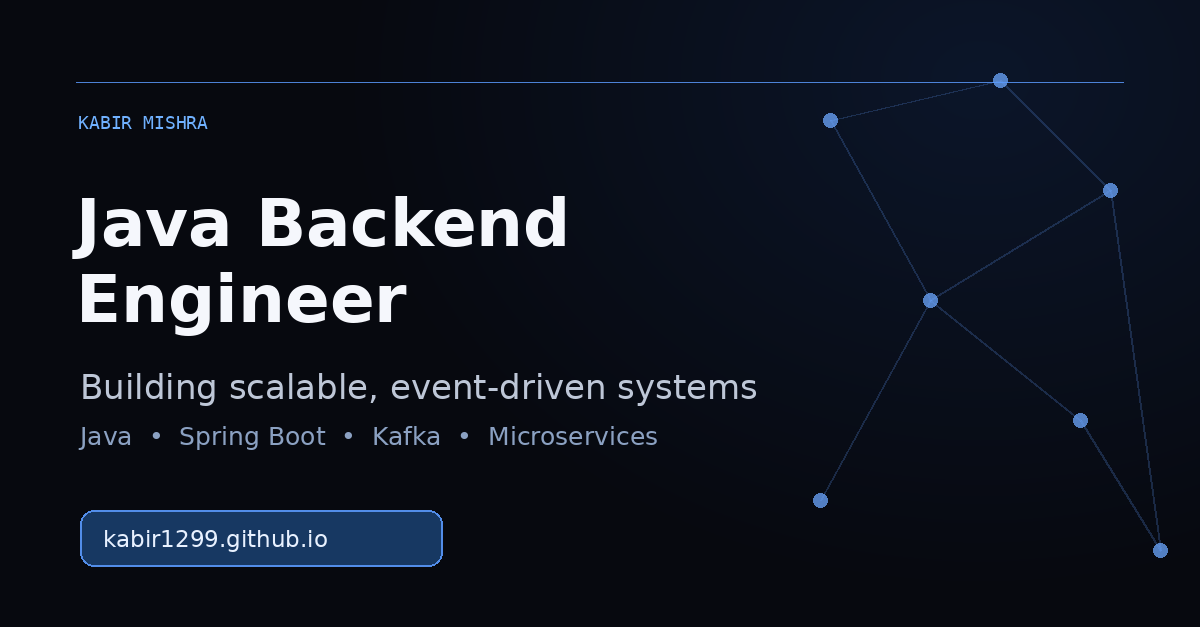 KABIR MISHRA
Java Backend
Engineer
Building scalable, event-driven systems
Java • Spring Boot • Kafka • Microservices
kabir1299.github.io